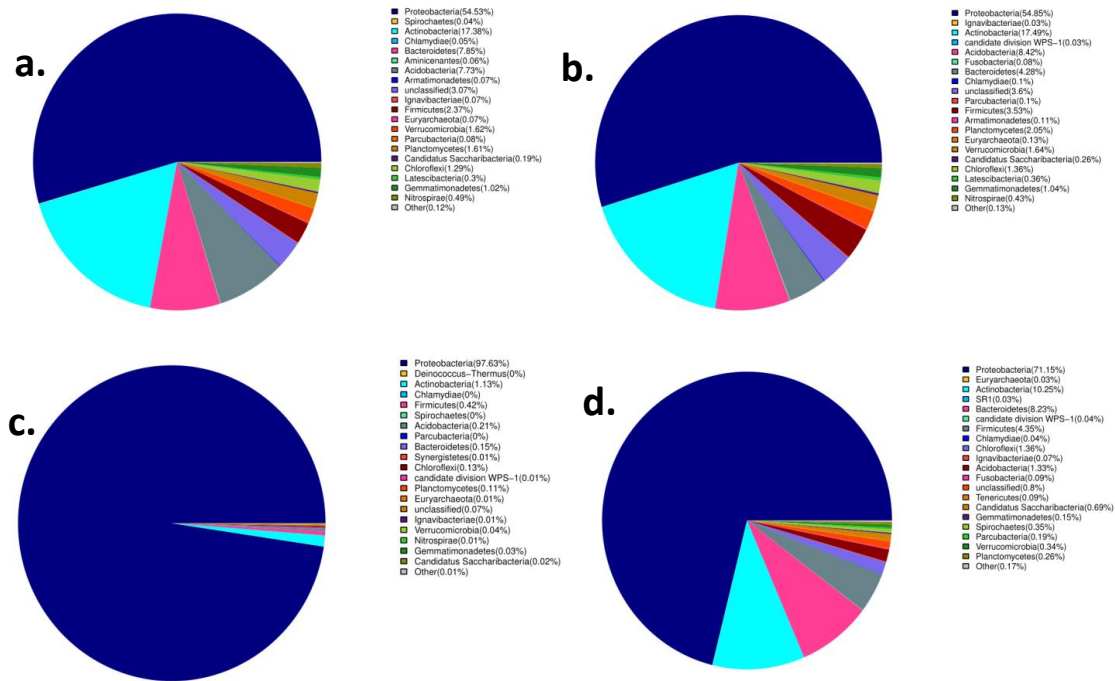 a.
Proteobacteria(54.53%)
Spirochaetes(0.04%)
Actinobacteria(17.38%)
Chlamydiae(0.05%)
Bacteroidetes(7.85%)
Aminicenantes(0.06%)
Acidobacteria(7.73%)
Armatimonadetes(0.07%)
unclassified(3.07%)
Ignavibacteriae(0.07%)
Firmicutes(2.37%)
Euryarchaeota(0.07%)
Verrucomicrobia(1.62%)
Parcubacteria(0.08%)
Planctomycetes(1.61%)
Candidatus Saccharibacteria(0.19%)
Chloroflexi(1.29%)
Latescibacteria(0.3%)
Gemmatimonadetes(1.02%)
Nitrospirae(0.49%)
Other(0.12%)
b.
Proteobacteria(54.85%)
Ignavibacteriae(0.03%)
Actinobacteria(17.49%)
candidate division WPS−1(0.03%)
Acidobacteria(8.42%)
Fusobacteria(0.08%)
Bacteroidetes(4.28%)
Chlamydiae(0.1%)
unclassified(3.6%)
Parcubacteria(0.1%)
Firmicutes(3.53%)
Armatimonadetes(0.11%)
Planctomycetes(2.05%)
Euryarchaeota(0.13%)
Verrucomicrobia(1.64%)
Candidatus Saccharibacteria(0.26%)
Chloroflexi(1.36%)
Latescibacteria(0.36%)
Gemmatimonadetes(1.04%)
Nitrospirae(0.43%)
Other(0.13%)
c.
Proteobacteria(97.63%)
Deinococcus−Thermus(0%)
Actinobacteria(1.13%)
Chlamydiae(0%)
Firmicutes(0.42%)
Spirochaetes(0%)
Acidobacteria(0.21%)
Parcubacteria(0%)
Bacteroidetes(0.15%)
Synergistetes(0.01%)
Chloroflexi(0.13%)
candidate division WPS−1(0.01%)
Planctomycetes(0.11%)
Euryarchaeota(0.01%)
unclassified(0.07%)
Ignavibacteriae(0.01%)
Verrucomicrobia(0.04%)
Nitrospirae(0.01%)
Gemmatimonadetes(0.03%)
Candidatus Saccharibacteria(0.02%)
Other(0.01%)
d.
Proteobacteria(71.15%)
Euryarchaeota(0.03%)
Actinobacteria(10.25%)
SR1(0.03%)
Bacteroidetes(8.23%)
candidate division WPS−1(0.04%)
Firmicutes(4.35%)
Chlamydiae(0.04%)
Chloroflexi(1.36%)
Ignavibacteriae(0.07%)
Acidobacteria(1.33%)
Fusobacteria(0.09%)
unclassified(0.8%)
Tenericutes(0.09%)
Candidatus Saccharibacteria(0.69%)
Gemmatimonadetes(0.15%)
Spirochaetes(0.35%)
Parcubacteria(0.19%)
Verrucomicrobia(0.34%)
Planctomycetes(0.26%)
Other(0.17%)